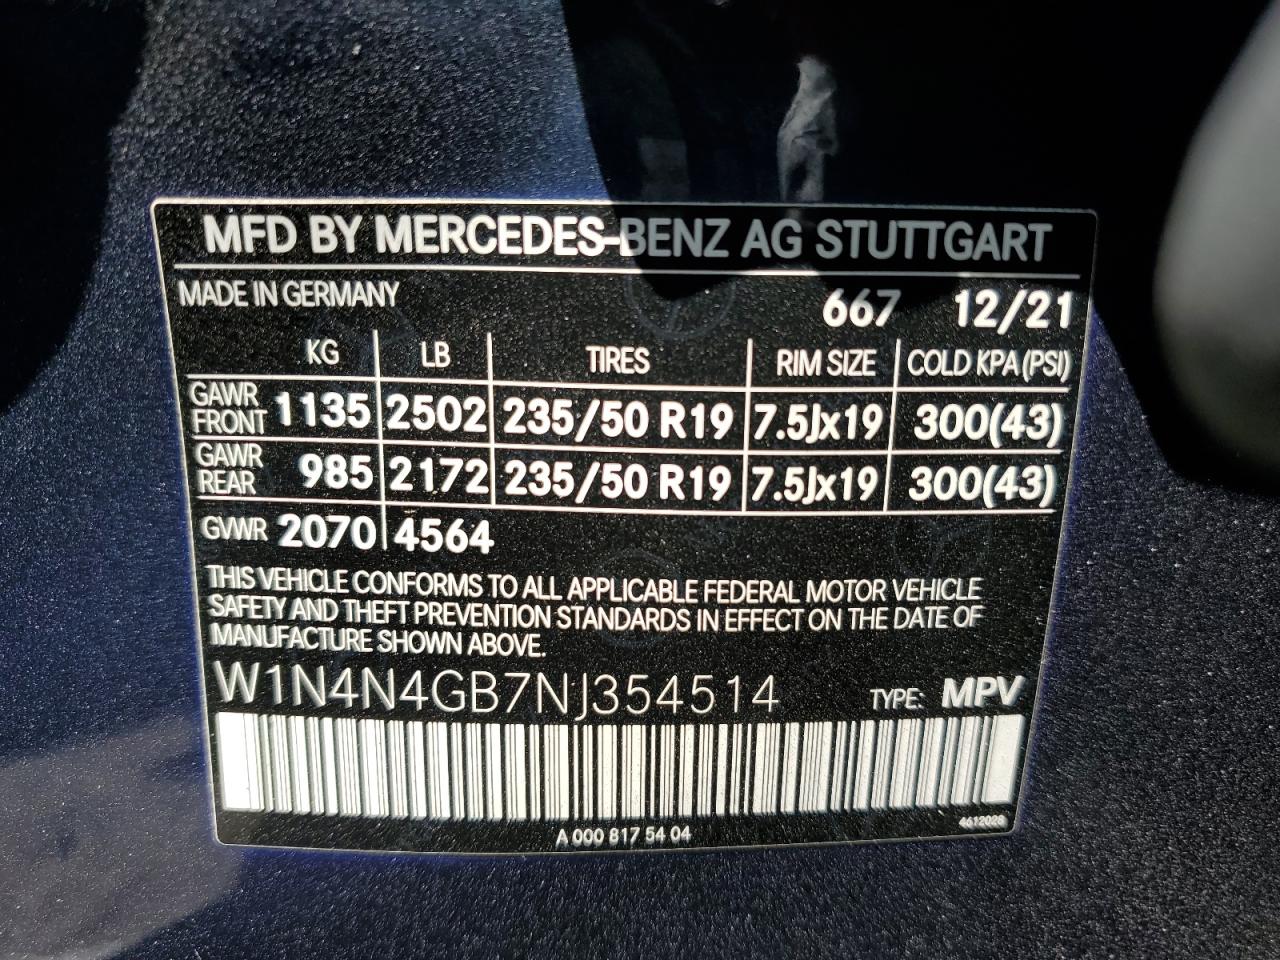 MFD BY MERCEDES-BENZ AG STUTTGART
MADE IN GERMANY 667 12/21
KG LB TIRES RIM SIZE COLD KPA (PSI)
GAWR FRONT 1135 2502 235/50 R19 7.5Jx19 300(43)
GAWR REAR 985 2172 235/50 R19 7.5Jx19 300(43)
GVWR 2070 4564
THIS VEHICLE CONFORMS TO ALL APPLICABLE FEDERAL MOTOR VEHICLE
SAFETY AND THEFT PREVENTION STANDARDS IN EFFECT ON THE DATE OF
MANUFACTURE SHOWN ABOVE.
W1N4N4GB7NJ354514 TYPE: MPV
4612028
A 000 817 54 04